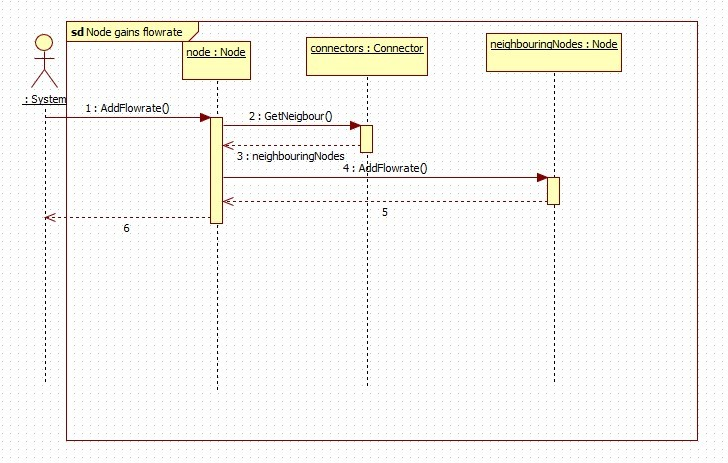 sd Node gains flowrate
node : Node
connectors : Connector
neighbouringNodes : Node
: System
1 : AddFlowrate()
2 : GetNeigbour()
3 : neighbouringNodes
4 : AddFlowrate()
5
6